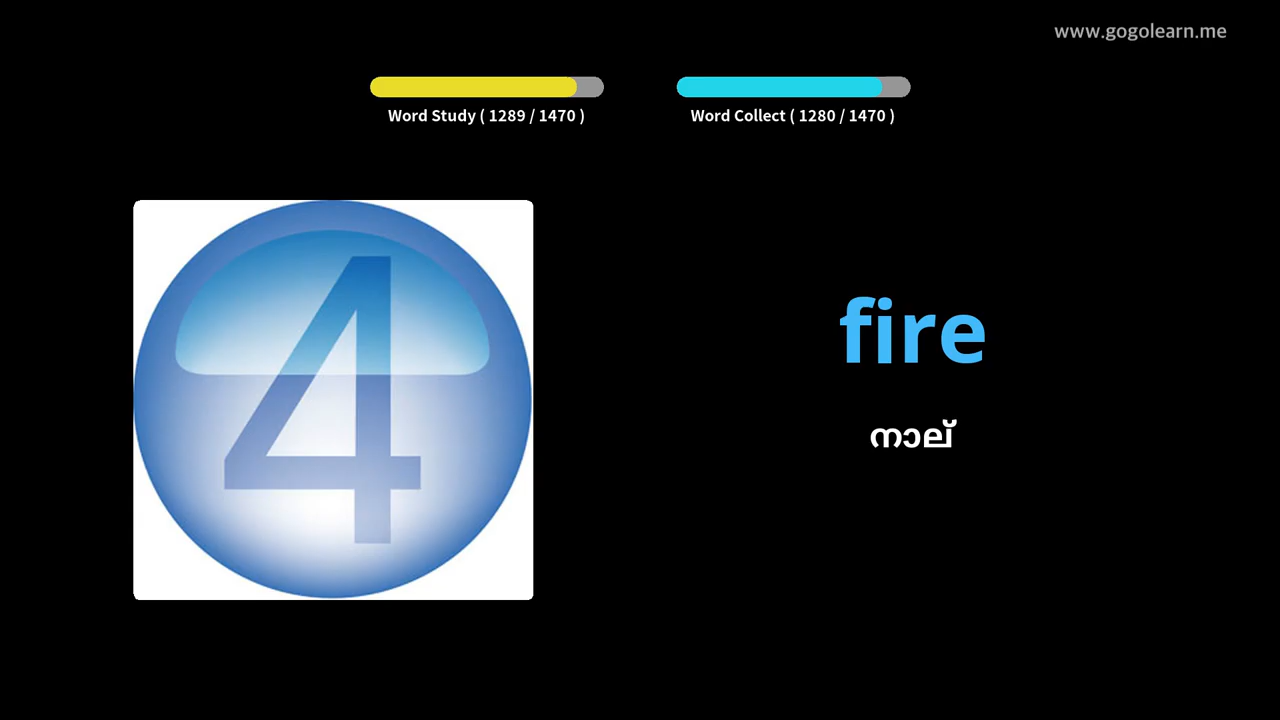 www.gogolearn.me
Word Study ( 1289 / 1470 )
Word Collect ( 1280 / 1470 )
4
fire
നാല്